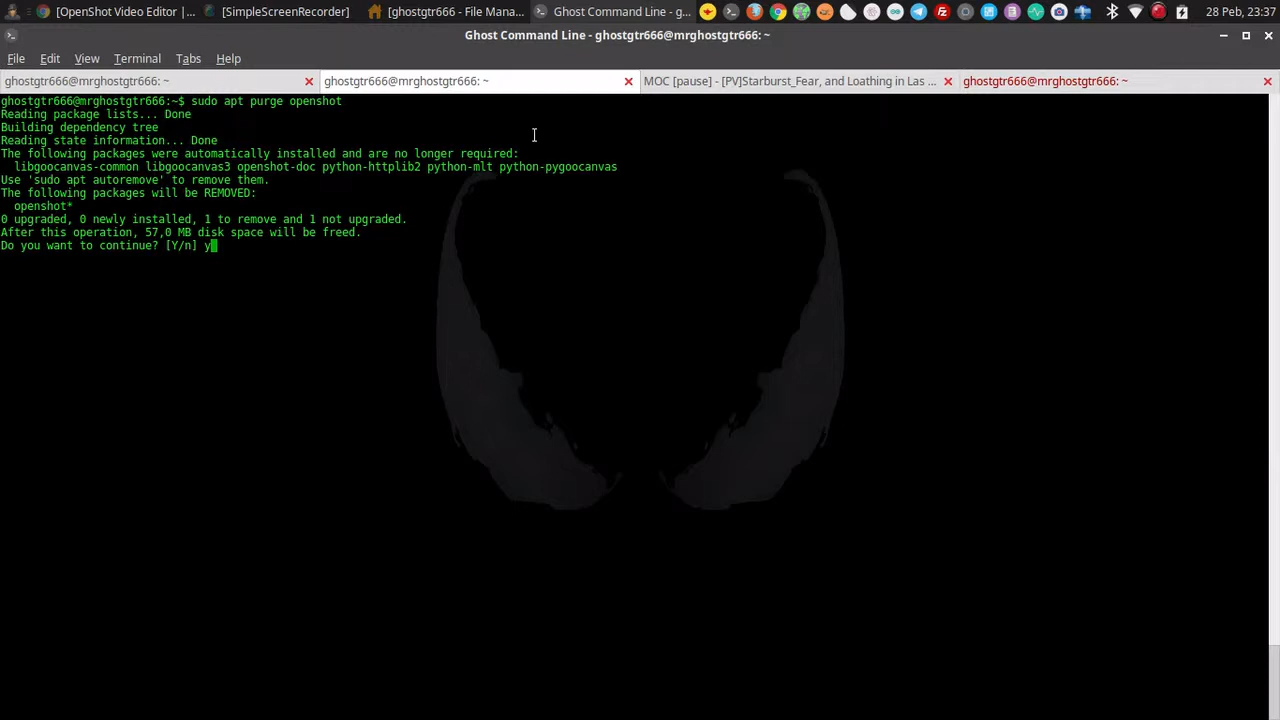 [OpenShot Video Editor |... [SimpleScreenRecorder] [ghostgtr666 - File Mana... Ghost Command Line - g... 28 Peb, 23:37
Ghost Command Line - ghostgtr666@mrghostgtr666: ~
File Edit View Terminal Tabs Help
ghostgtr666@mrghostgtr666: ~ ghostgtr666@mrghostgtr666: ~ MOC [pause] - [PV]Starburst_Fear, and Loathing in Las ... ghostgtr666@mrghostgtr666: ~
ghostgtr666@mrghostgtr666:~$ sudo apt purge openshot
Reading package lists... Done
Building dependency tree
Reading state information... Done
The following packages were automatically installed and are no longer required:
  libgoocanvas-common libgoocanvas3 openshot-doc python-httplib2 python-mlt python-pygoocanvas
Use 'sudo apt autoremove' to remove them.
The following packages will be REMOVED:
  openshot*
0 upgraded, 0 newly installed, 1 to remove and 1 not upgraded.
After this operation, 57,0 MB disk space will be freed.
Do you want to continue? [Y/n] y